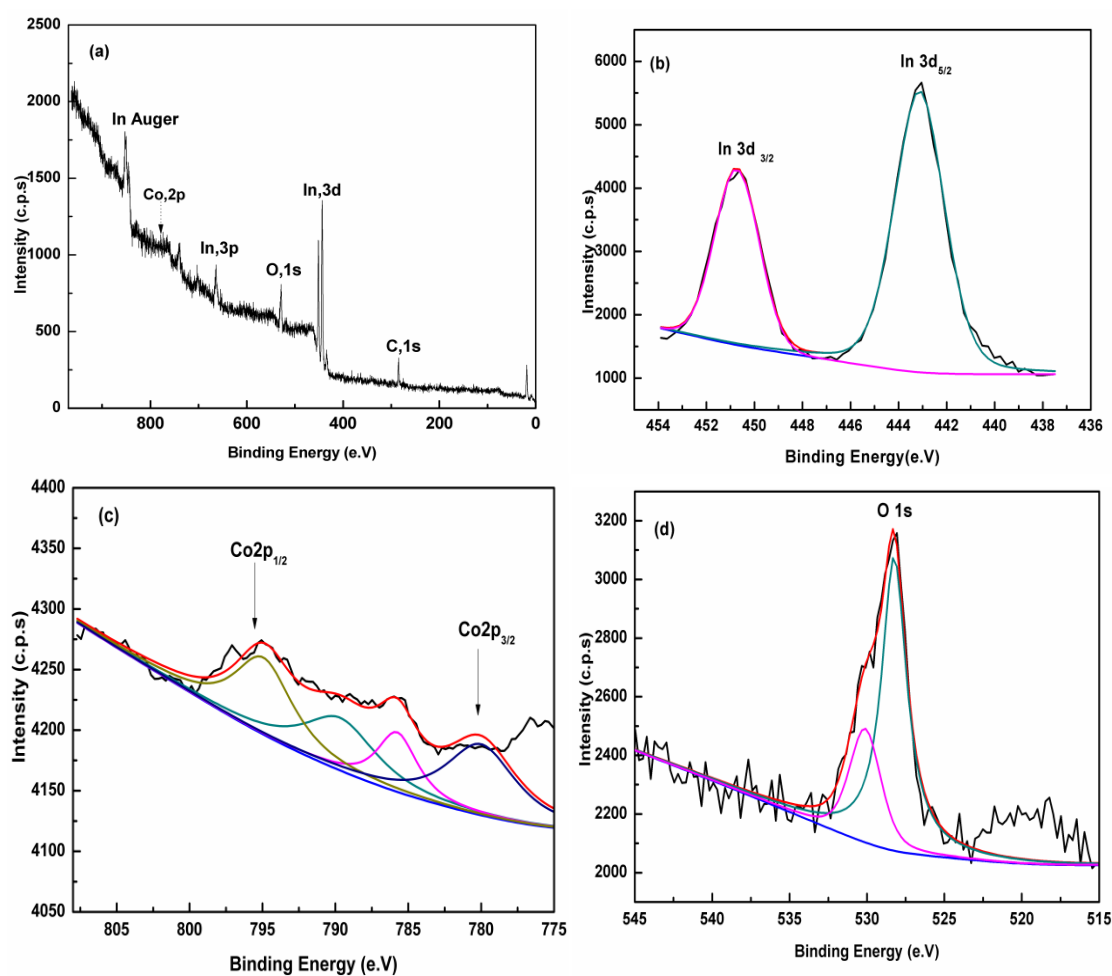 (a)
In Auger
Co,2p
In,3p
O,1s
In,3d
C,1s
2500
2000
1500
1000
500
0
Intensity (c.p.s)
800 600 400 200 0
Binding Energy (e.V)
(b)
In 3d 5/2
In 3d 3/2
6000
5000
4000
3000
2000
1000
Intensity (c.p.s)
454 452 450 448 446 444 442 440 438 436
Binding Energy(e.V)
(c)
Co2p1/2
Co2p3/2
4400
4350
4300
4250
4200
4150
4100
4050
Intensity (c.p.s)
805 800 795 790 785 780 775
Binding Energy (e.V)
O 1s
(d)
3200
3000
2800
2600
2400
2200
2000
Intensity (c.p.s)
545 540 535 530 525 520 515
Binding Energy (e.V)